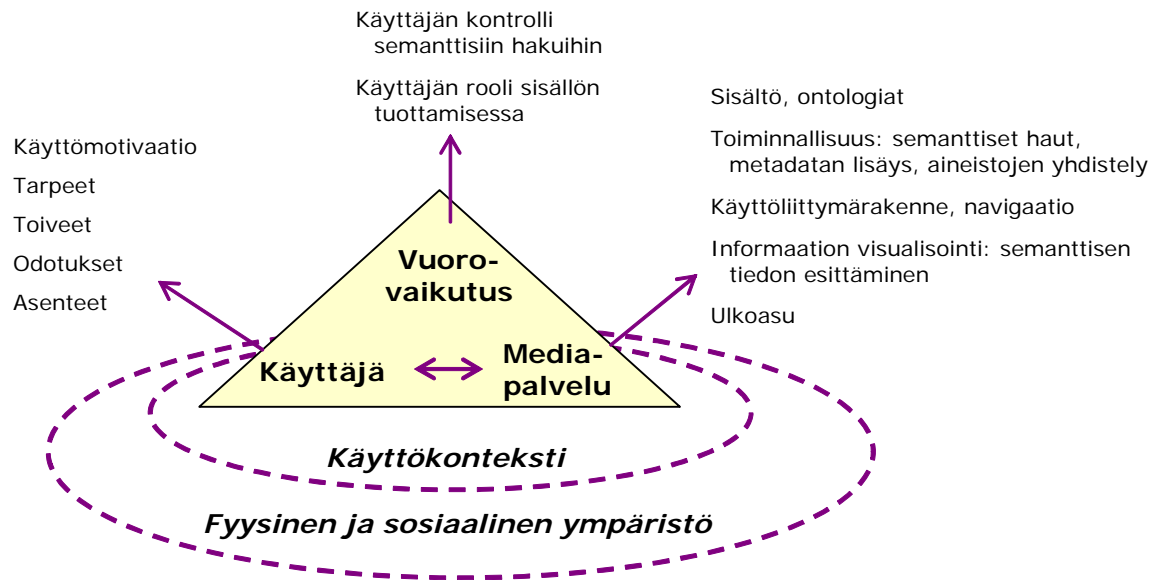 Käyttäjän kontrolli
semanttisiin hakuihin
Käyttäjän rooli sisällön
tuottamisessa
Käyttömotivaatio
Tarpeet
Toiveet
Odotukset
Asenteet
Sisältö, ontologiat
Toiminnallisuus: semanttiset haut,
metadatan lisäys, aineistojen yhdistely
Käyttöliittymärakenne, navigaatio
Informaation visualisointi: semanttisen
tiedon esittäminen
Ulkoasu
Vuoro-
vaikutus
Käyttäjä
Media-
palvelu
Käyttökonteksti
Fyysinen ja sosiaalinen ympäristö